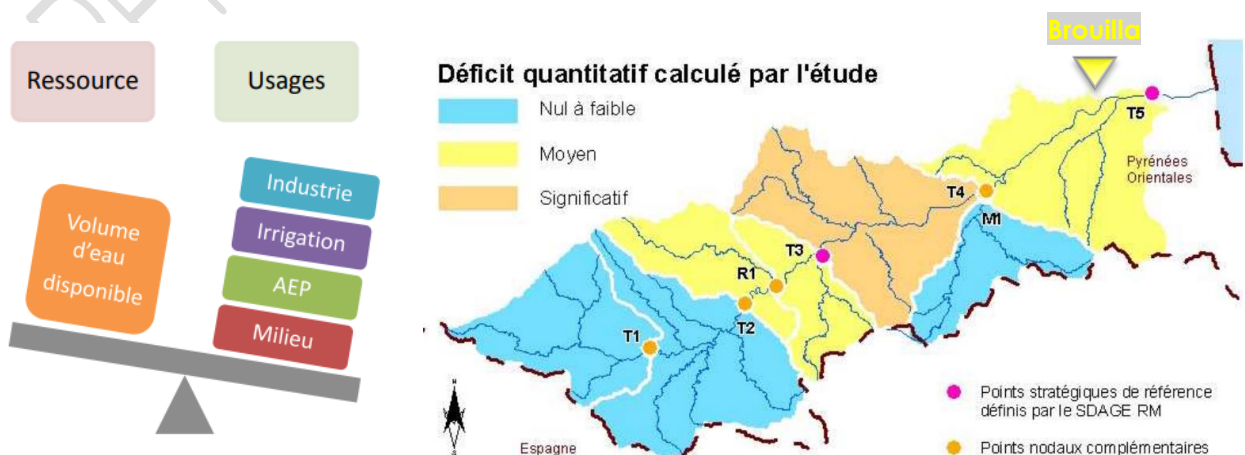 Ressource
Usages
Volume
d'eau
disponible
Industrie
Irrigation
AEP
Milieu
Brouilla
Déficit quantitatif calculé par l'étude
Nul à faible
Moyen
Significatif
T5
Pyrénées
Orientales
T4
M1
T3
R1
T2
T1
N
Espagne
Points stratégiques de référence
définis par le SDAGE RM
Points nodaux complémentaires